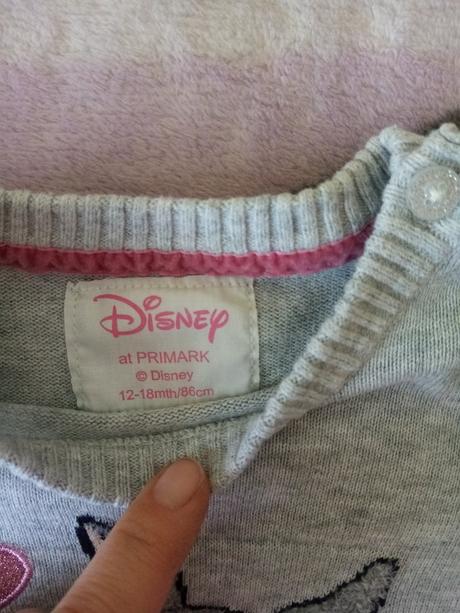 Disney
at PRIMARK
© Disney
12-18mth/86cm